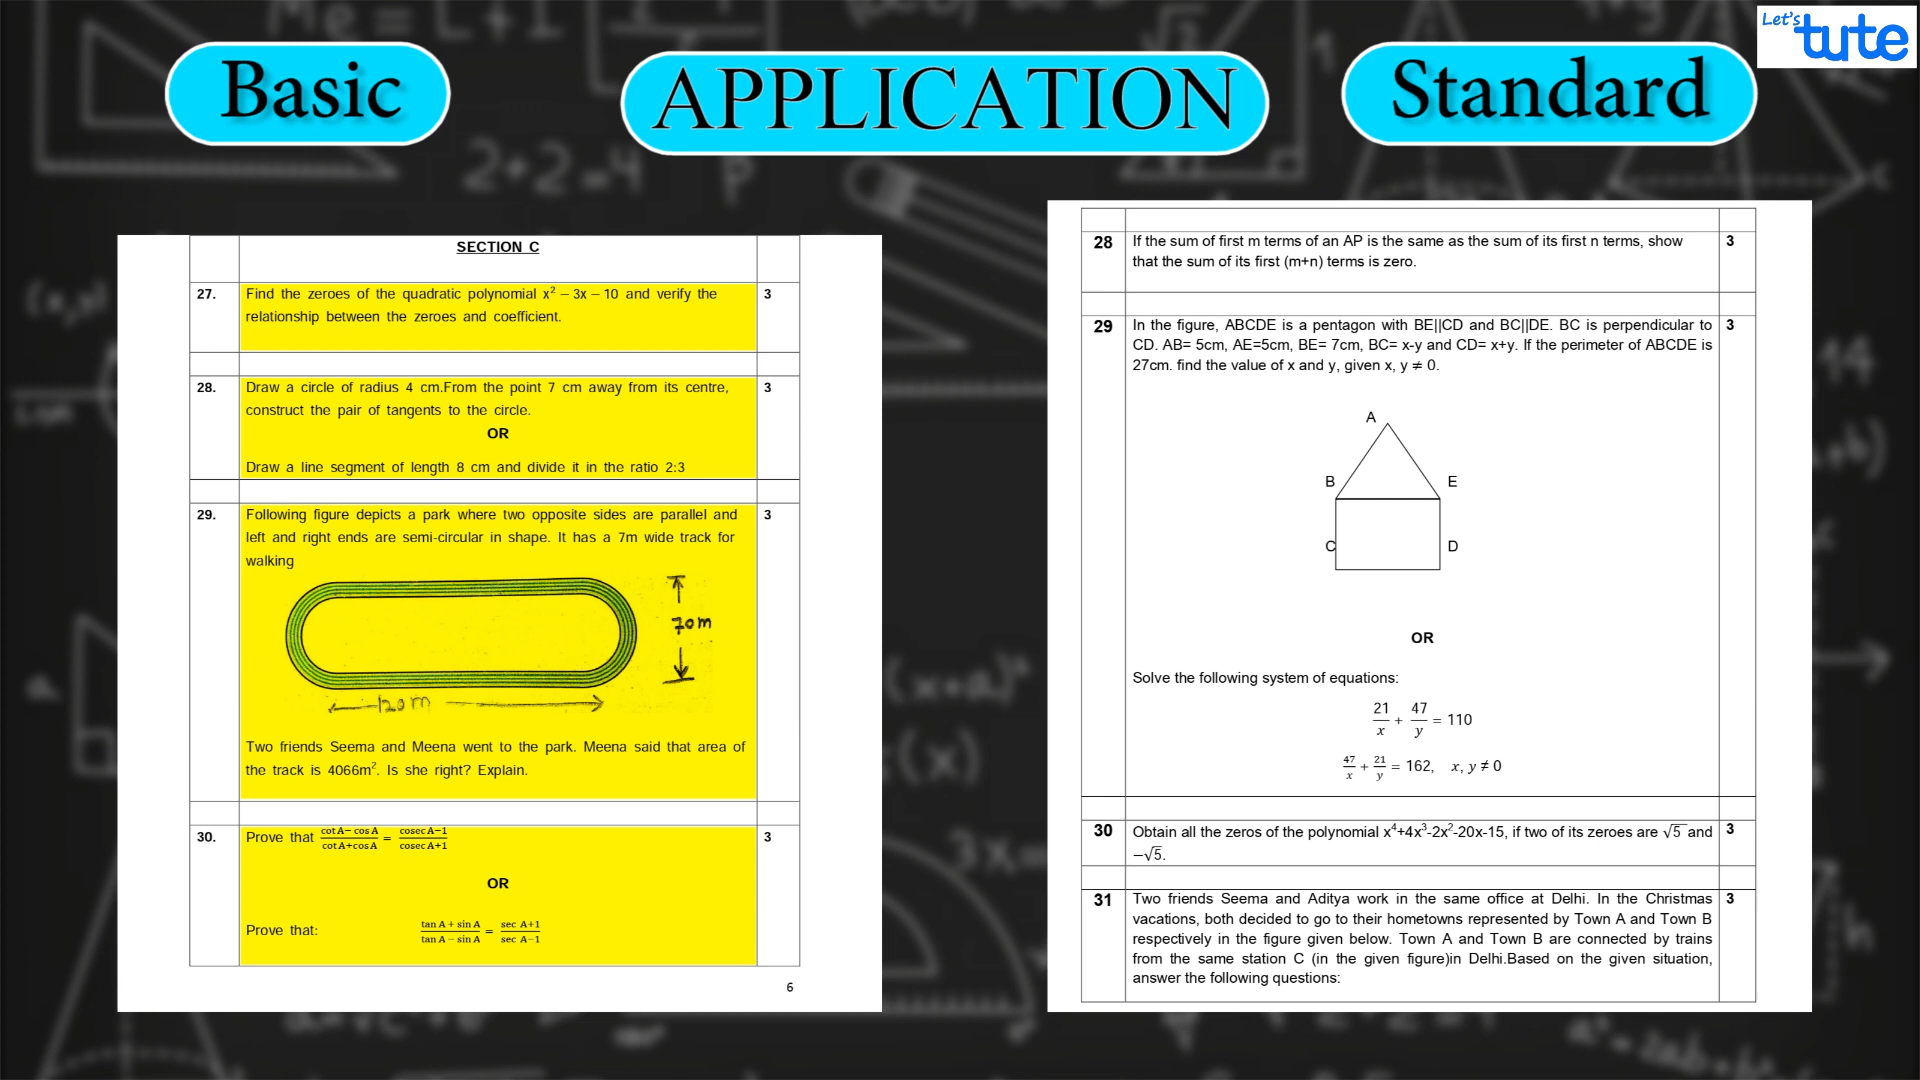 Let's tute
Basic
APPLICATION
Standard
2+2=4
P
SECTION C
27.
Find the zeroes of the quadratic polynomial x² – 3x – 10 and verify the
relationship between the zeroes and coefficient.
3
28.
Draw a circle of radius 4 cm.From the point 7 cm away from its centre,
construct the pair of tangents to the circle.
OR
Draw a line segment of length 8 cm and divide it in the ratio 2:3
3
29.
Following figure depicts a park where two opposite sides are parallel and
left and right ends are semi-circular in shape. It has a 7m wide track for
walking
3
70m
120m
Two friends Seema and Meena went to the park. Meena said that area of
the track is 4066m². Is she right? Explain.
30.
Prove that (cot A− cos A)/(cot A+cos A) = (cosec A−1)/(cosec A+1)
3
OR
Prove that: (tan A + sin A)/(tan A − sin A) = (sec A+1)/(sec A−1)
6
28
If the sum of first m terms of an AP is the same as the sum of its first n terms, show
that the sum of its first (m+n) terms is zero.
3
29
In the figure, ABCDE is a pentagon with BE||CD and BC||DE. BC is perpendicular to
CD. AB= 5cm, AE=5cm, BE= 7cm, BC= x-y and CD= x+y. If the perimeter of ABCDE is
27cm. find the value of x and y, given x, y ≠ 0.
3
A
B
E
C
D
OR
Solve the following system of equations:
21/x + 47/y = 110
47/x + 21/y = 162, x, y ≠ 0
30
Obtain all the zeros of the polynomial x⁴+4x³-2x²-20x-15, if two of its zeroes are √5 and
−√5.
3
31
Two friends Seema and Aditya work in the same office at Delhi. In the Christmas
vacations, both decided to go to their hometowns represented by Town A and Town B
respectively in the figure given below. Town A and Town B are connected by trains
from the same station C (in the given figure)in Delhi.Based on the given situation,
answer the following questions:
3